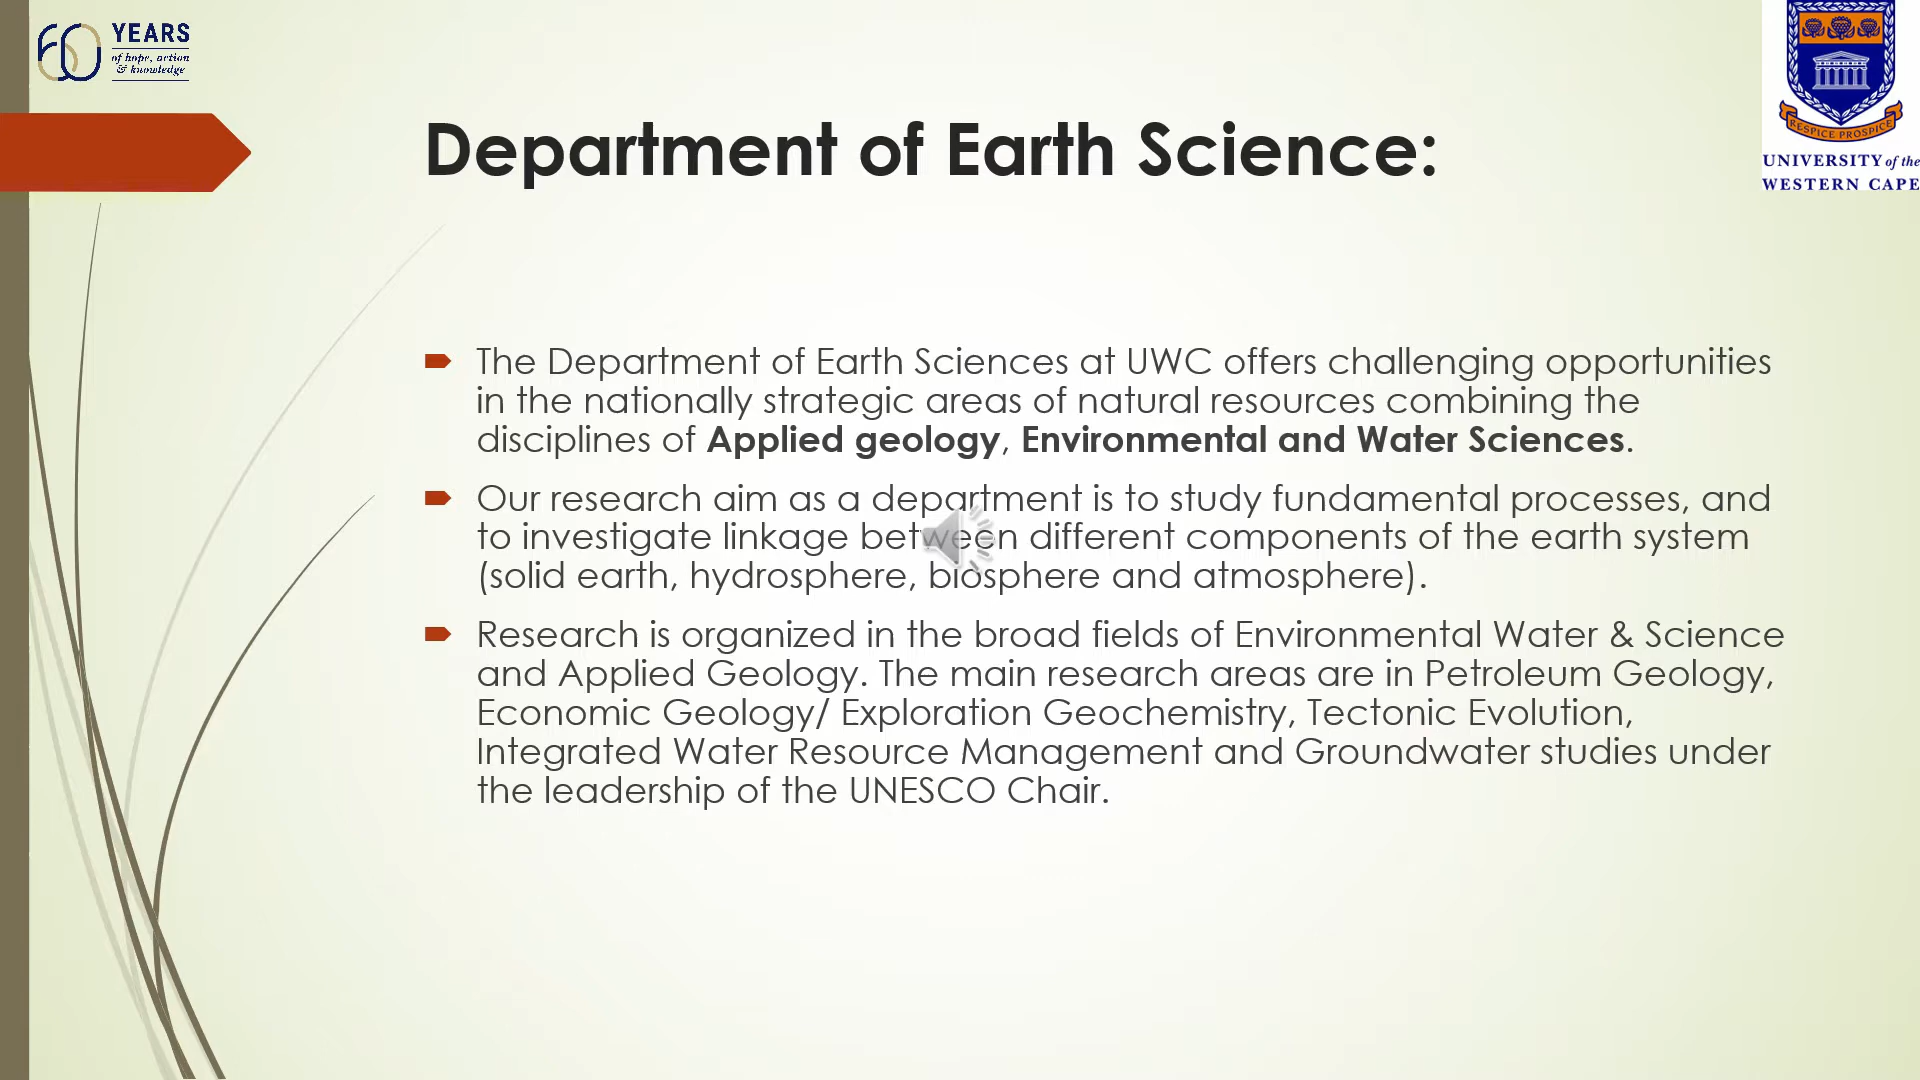 60 YEARS
of hope, action
& knowledge
RESPICE PROSPICE
UNIVERSITY of the
WESTERN CAPE
Department of Earth Science:
The Department of Earth Sciences at UWC offers challenging opportunities
in the nationally strategic areas of natural resources combining the
disciplines of Applied geology, Environmental and Water Sciences.
Our research aim as a department is to study fundamental processes, and
to investigate linkage between different components of the earth system
(solid earth, hydrosphere, biosphere and atmosphere).
Research is organized in the broad fields of Environmental Water & Science
and Applied Geology. The main research areas are in Petroleum Geology,
Economic Geology/ Exploration Geochemistry, Tectonic Evolution,
Integrated Water Resource Management and Groundwater studies under
the leadership of the UNESCO Chair.